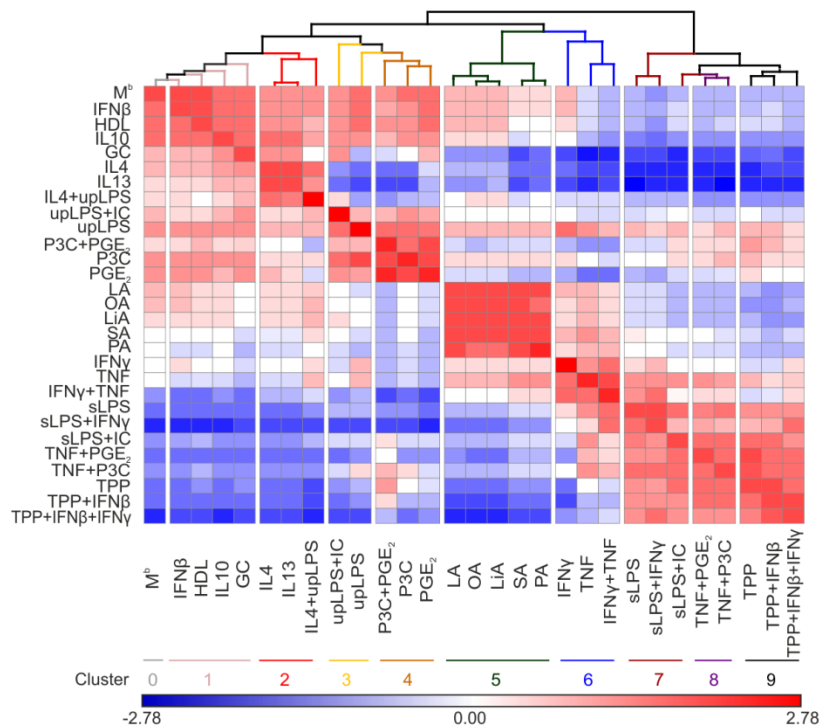 Mᵇ
IFNβ
HDL
IL10
GC
IL4
IL13
IL4+upLPS
upLPS+IC
upLPS
P3C+PGE₂
P3C
PGE₂
LA
OA
LiA
SA
PA
IFNγ
TNF
IFNγ+TNF
sLPS
sLPS+IFNγ
sLPS+IC
TNF+PGE₂
TNF+P3C
TPP
TPP+IFNβ
TPP+IFNβ+IFNγ
Mᵇ
IFNβ
HDL
IL10
GC
IL4
IL13
IL4+upLPS
upLPS+IC
upLPS
P3C+PGE₂
P3C
PGE₂
LA
OA
LiA
SA
PA
IFNγ
TNF
IFNγ+TNF
sLPS
sLPS+IFNγ
sLPS+IC
TNF+PGE₂
TNF+P3C
TPP
TPP+IFNβ
TPP+IFNβ+IFNγ
Cluster 0 1 2 3 4 5 6 7 8 9
-2.78 0.00 2.78